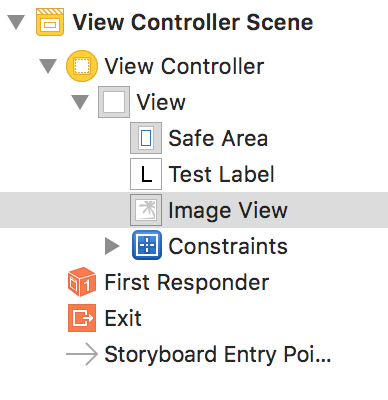 View Controller Scene
View Controller
View
Safe Area
L Test Label
Image View
Constraints
1 First Responder
Exit
Storyboard Entry Poi...